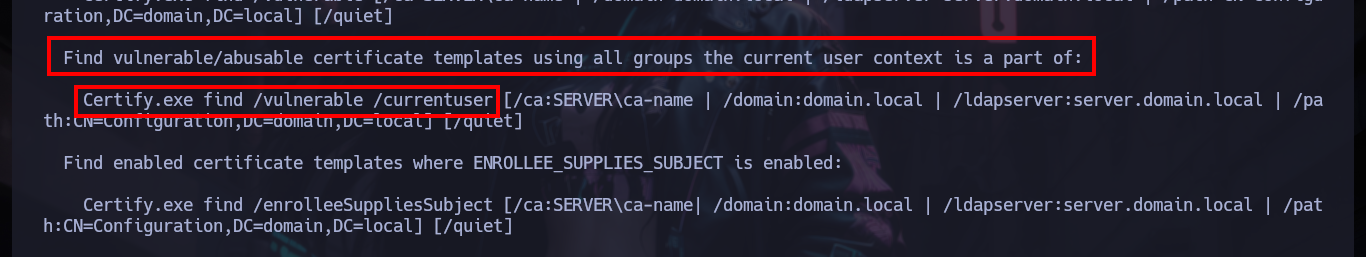 ration,DC=domain,DC=local] [/quiet]
Find vulnerable/abusable certificate templates using all groups the current user context is a part of:
Certify.exe find /vulnerable /currentuser [/ca:SERVER\ca-name | /domain:domain.local | /ldapserver:server.domain.local | /pa
th:CN=Configuration,DC=domain,DC=local] [/quiet]
Find enabled certificate templates where ENROLLEE_SUPPLIES_SUBJECT is enabled:
Certify.exe find /enrolleeSuppliesSubject [/ca:SERVER\ca-name| /domain:domain.local | /ldapserver:server.domain.local | /pat
h:CN=Configuration,DC=domain,DC=local] [/quiet]